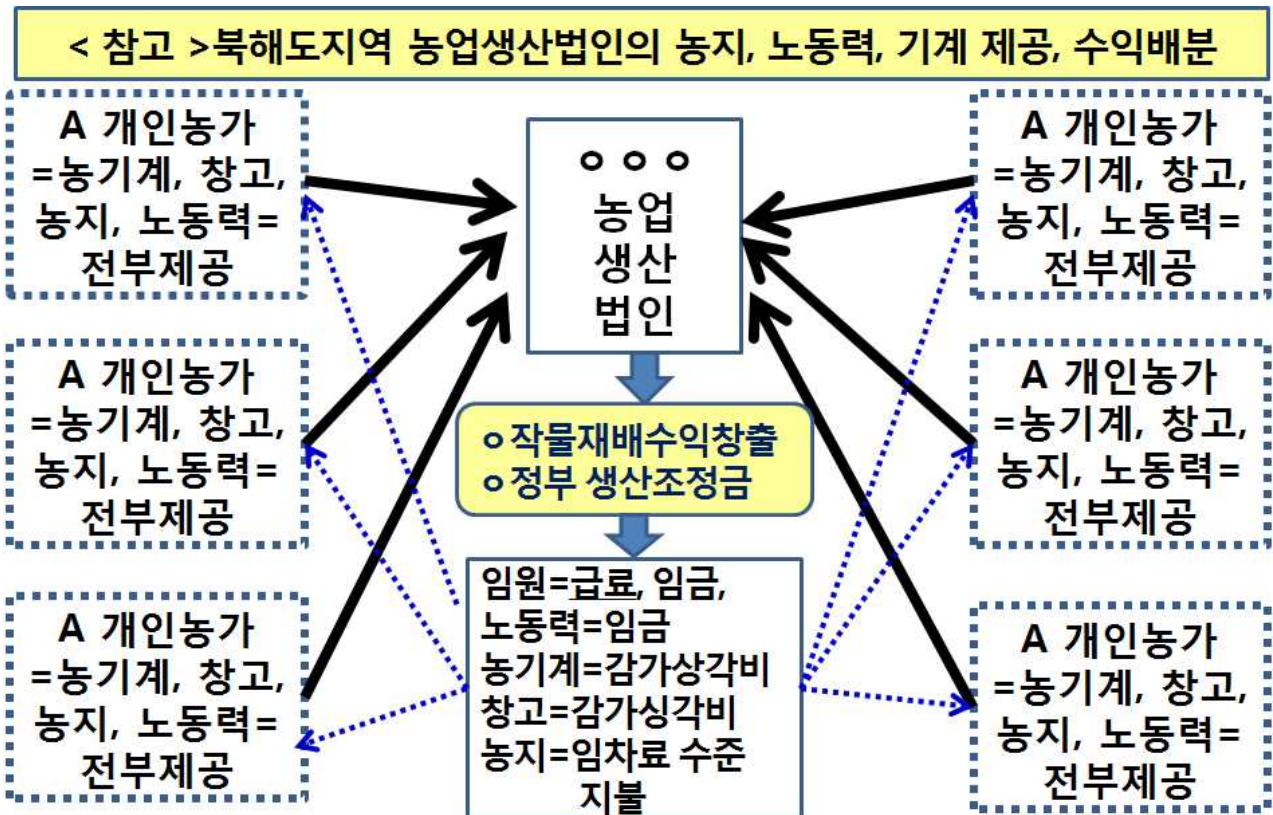 < 참고 >북해도지역 농업생산법인의 농지, 노동력, 기계 제공, 수익배분
A 개인농가
=농기계, 창고,
농지, 노동력=
전부제공
A 개인농가
=농기계, 창고,
농지, 노동력=
전부제공
A 개인농가
=농기계, 창고,
농지, 노동력=
전부제공
ㅇㅇㅇ
농업
생산
법인
ㅇ작물재배수익창출
ㅇ정부 생산조정금
임원=급료, 임금,
노동력=임금
농기계=감가상각비
창고=감가싱각비
농지=임차료 수준
지불
A 개인농가
=농기계, 창고,
농지, 노동력=
전부제공
A 개인농가
=농기계, 창고,
농지, 노동력=
전부제공
A 개인농가
=농기계, 창고,
농지, 노동력=
전부제공